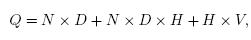 Q = N × D + N × D × H + H × V,